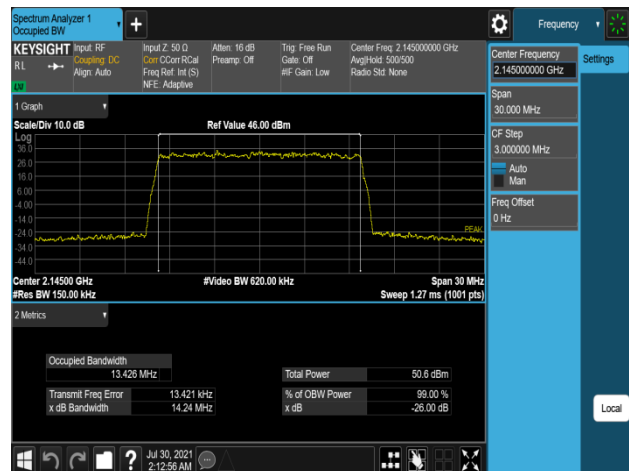 Spectrum Analyzer 1
Occupied BW
Frequency
KEYSIGHT
RL
Input: RF
Coupling: DC
Align: Auto
Input Z: 50 Ω
Corr CCorr RCal
Freq Ref: Int (S)
NFE: Adaptive
Atten: 16 dB
Preamp: Off
Trig: Free Run
Gate: Off
#IF Gain: Low
Center Freq: 2.145000000 GHz
Avg|Hold: 500/500
Radio Std: None
Center Frequency
2.145000000 GHz
Settings
Span
30.000 MHz
CF Step
3.000000 MHz
Auto
Man
Freq Offset
0 Hz
1 Graph
Scale/Div 10.0 dB
Ref Value 46.00 dBm
Log
36.0
26.0
16.0
6.00
-4.00
-14.0
-24.0
-34.0
-44.0
PEAK
Center 2.14500 GHz
#Video BW 620.00 kHz
Span 30 MHz
#Res BW 150.00 kHz
Sweep 1.27 ms (1001 pts)
2 Metrics
Occupied Bandwidth
13.426 MHz
Total Power
50.6 dBm
Transmit Freq Error
13.421 kHz
% of OBW Power
99.00 %
x dB Bandwidth
14.24 MHz
x dB
-26.00 dB
Local
?
Jul 30, 2021
2:12:56 AM